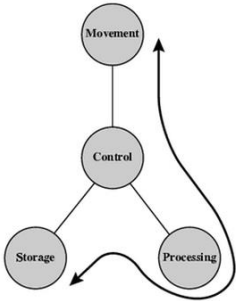 Movement
Control
Storage
Processing